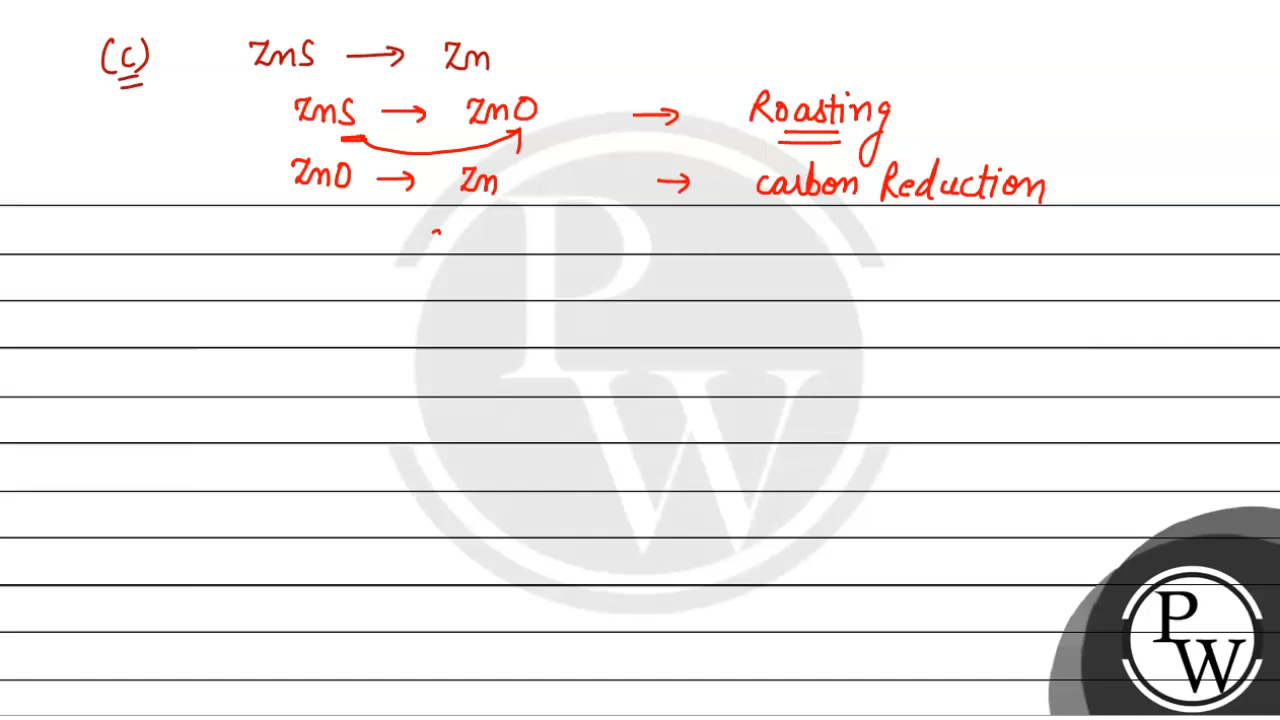 (c) ZnS → Zn
ZnS → ZnO → Roasting
ZnO → Zn → carbon Reduction
P
W
P
W